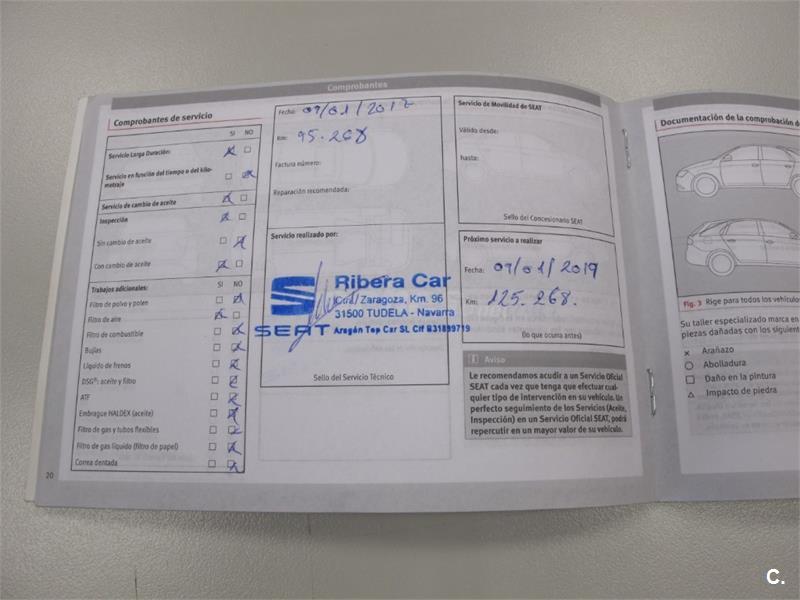 Comprobantes
Comprobantes de servicio
SI NO
Servicio Larga Duración:
Servicio en función del tiempo o del kilo-
metraje
Servicio de cambio de aceite
Inspección
Sin cambio de aceite
Con cambio de aceite
Trabajos adicionales: SI NO
Filtro de polvo y polen
Filtro de aire
Filtro de combustible
Bujías
Líquido de frenos
DSG®: aceite y filtro
ATF
Embrague HALDEX (aceite)
Filtro de gas y tubos flexibles
Filtro de gas líquido (filtro de papel)
Correa dentada
20
Fecha: 09/01/2017
Km: 95.268
Factura número:
Reparación recomendada:
Servicio realizado por:
SEAT
Ribera Car
Ctra/Zaragoza, Km. 96
31500 TUDELA - Navarra
Aragón Top Car SL Cif B31899719
Sello del Servicio Técnico
Servicio de Movilidad de SEAT
Válido desde:
hasta:
Sello del Concesionario SEAT
Próximo servicio a realizar
Fecha: 09/01/2019
Km: 125.268.
(lo que ocurra antes)
i Aviso
Le recomendamos acudir a un Servicio Oficial
SEAT cada vez que tenga que efectuar cual-
quier tipo de intervención en su vehículo. Un
perfecto seguimiento de los Servicios (Aceite,
Inspección) en un Servicio Oficial SEAT, podrá
repercutir en un mayor valor de su vehículo.
Documentación de la comprobación d
Fig. 3 Rige para todos los vehículo
Su taller especializado marca en
piezas dañadas con los siguient
Arañazo
Abolladura
Daño en la pintura
Impacto de piedra
C.